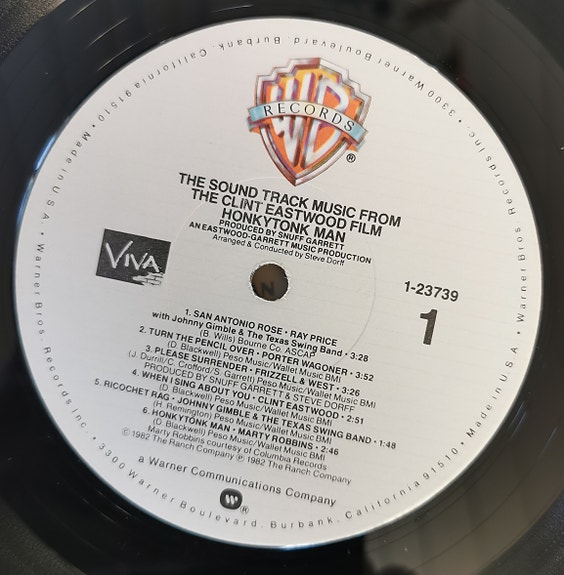 RECORDS
®
THE SOUND TRACK MUSIC FROM
THE CLINT EASTWOOD FILM
HONKYTONK MAN
PRODUCED BY SNUFF GARRETT
AN EASTWOOD-GARRETT MUSIC PRODUCTION
Arranged & Conducted by Steve Dorff
VIVA
1-23739
1
1. SAN ANTONIO ROSE • RAY PRICE
with Johnny Gimble & The Texas Swing Band • 3:28
(B. Wills) Bourne Co. ASCAP
2. TURN THE PENCIL OVER • PORTER WAGONER • 3:52
(D. Blackwell) Peso Music/Wallet Music BMI
3. PLEASE SURRENDER • FRIZZELL & WEST • 3:26
(J. Durrill/C. Crofford/S. Garrett) Peso Music/Wallet Music BMI
PRODUCED BY SNUFF GARRETT & STEVE DORFF
4. WHEN I SING ABOUT YOU • CLINT EASTWOOD • 2:51
(D. Blackwell) Peso Music/Wallet Music BMI
5. RICOCHET RAG • JOHNNY GIMBLE & THE TEXAS SWING BAND • 1:48
(H. Remington) Peso Music/Wallet Music BMI
6. HONKYTONK MAN • MARTY ROBBINS • 2:46
(D. Blackwell) Peso Music/Wallet Music BMI
Marty Robbins courtesy of Columbia Records
© 1982 The Ranch Company ℗ 1982 The Ranch Company
a Warner Communications Company
®
Warner Bros. Records Inc. • 3300 Warner Boulevard, Burbank, California 91510 • Made in U.S.A. •
Warner Bros. Records Inc. • 3300 Warner Boulevard, Burbank, California 91510 • Made in U.S.A. •